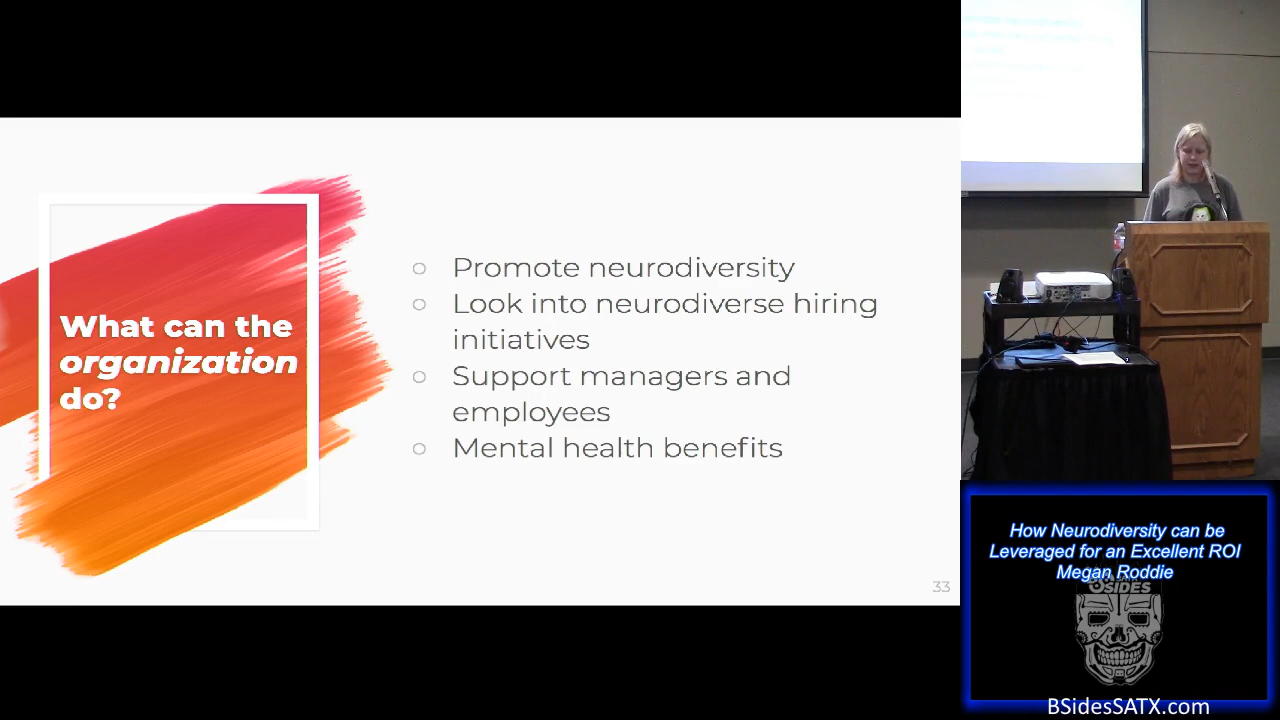 What can the
organization
do?
○ Promote neurodiversity
○ Look into neurodiverse hiring
initiatives
○ Support managers and
employees
○ Mental health benefits
33
How Neurodiversity can be
Leveraged for an Excellent ROI
Megan Roddie
BSIDES
BSidesSATX.com